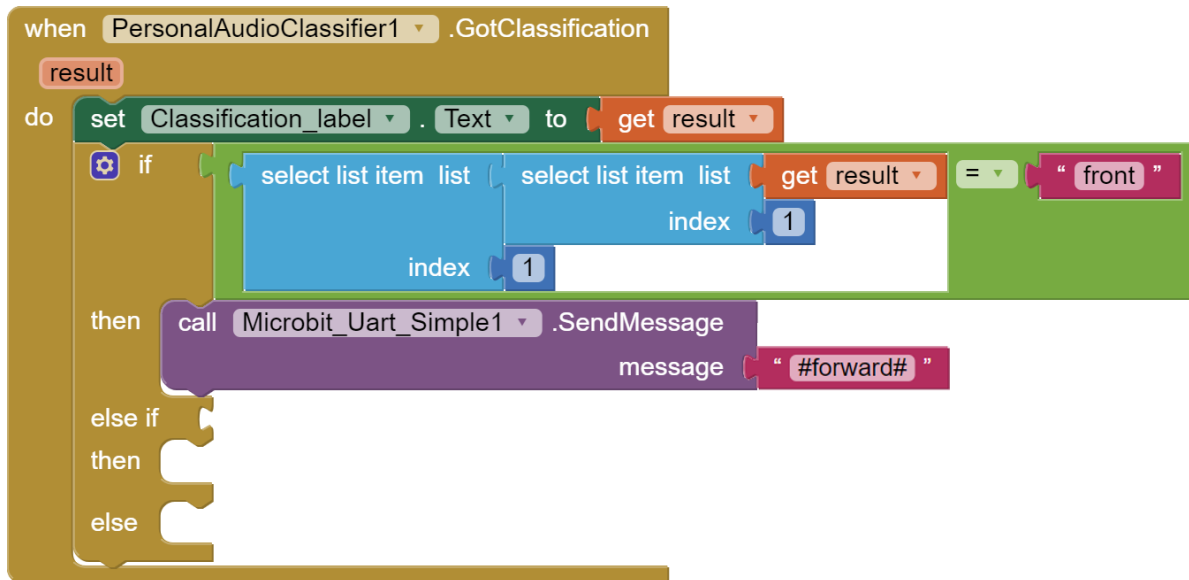 when PersonalAudioClassifier1 .GotClassification
result
do set Classification_label . Text to get result
if select list item list select list item list get result = “ front ”
index 1
index 1
then call Microbit_Uart_Simple1 .SendMessage
message “ #forward# ”
else if
then
else